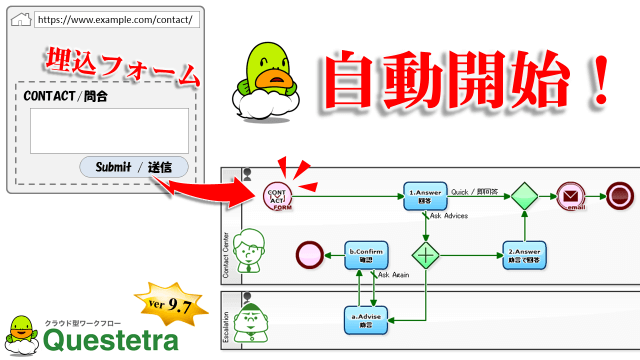 https://www.example.com/contact/
埋込フォーム
CONTACT/問合
Submit / 送信
自動開始！
CONT
ACT
FORM
1.Answer
回答
Quick / 即回答
email
Ask Advices
Contact Center
b.Confirm
確認
2.Answer
助言で回答
Ask Again
Escalation
a.Advise
助言
Ver 9.7
クラウド型ワークフロー
Questetra